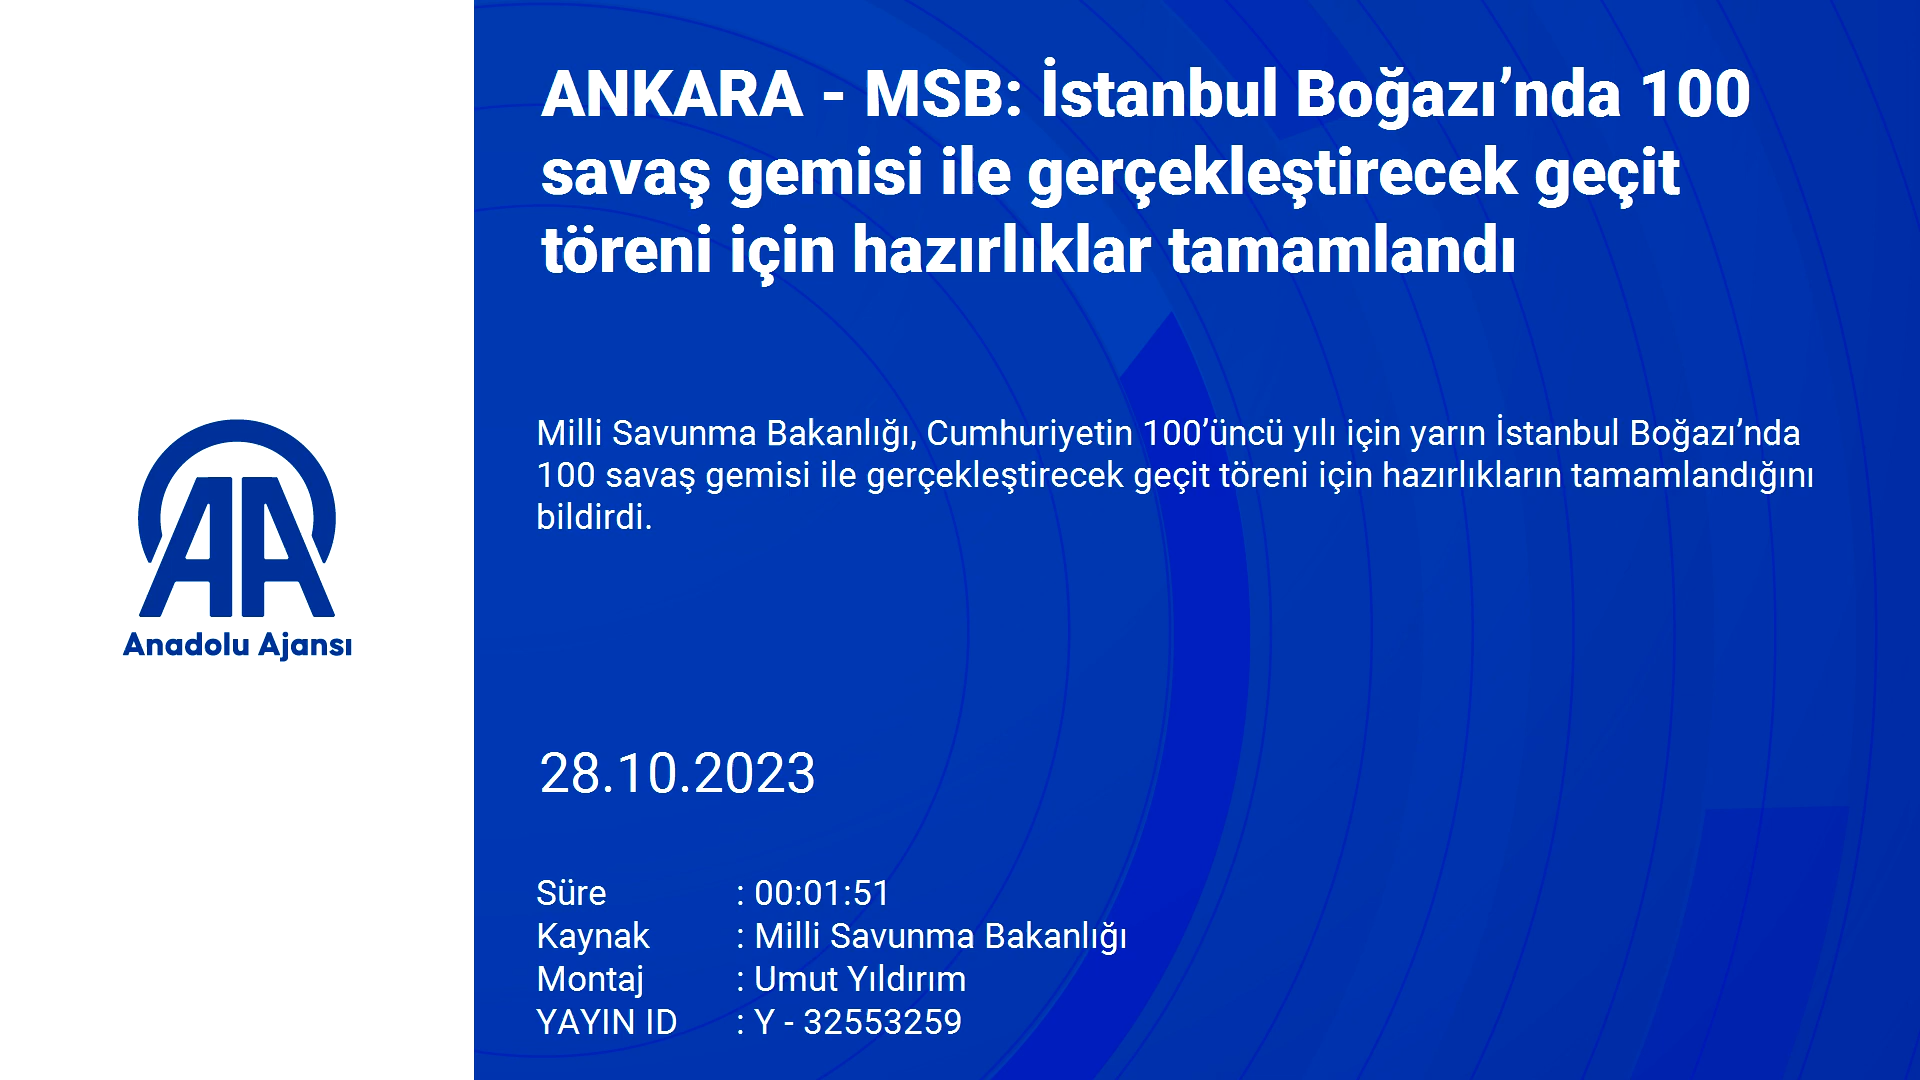 ANKARA - MSB: İstanbul Boğazı’nda 100
savaş gemisi ile gerçekleştirecek geçit
töreni için hazırlıklar tamamlandı
Milli Savunma Bakanlığı, Cumhuriyetin 100’üncü yılı için yarın İstanbul Boğazı’nda
100 savaş gemisi ile gerçekleştirecek geçit töreni için hazırlıkların tamamlandığını
bildirdi.
AA
Anadolu Ajansı
28.10.2023
Süre : 00:01:51
Kaynak : Milli Savunma Bakanlığı
Montaj : Umut Yıldırım
YAYIN ID : Y - 32553259